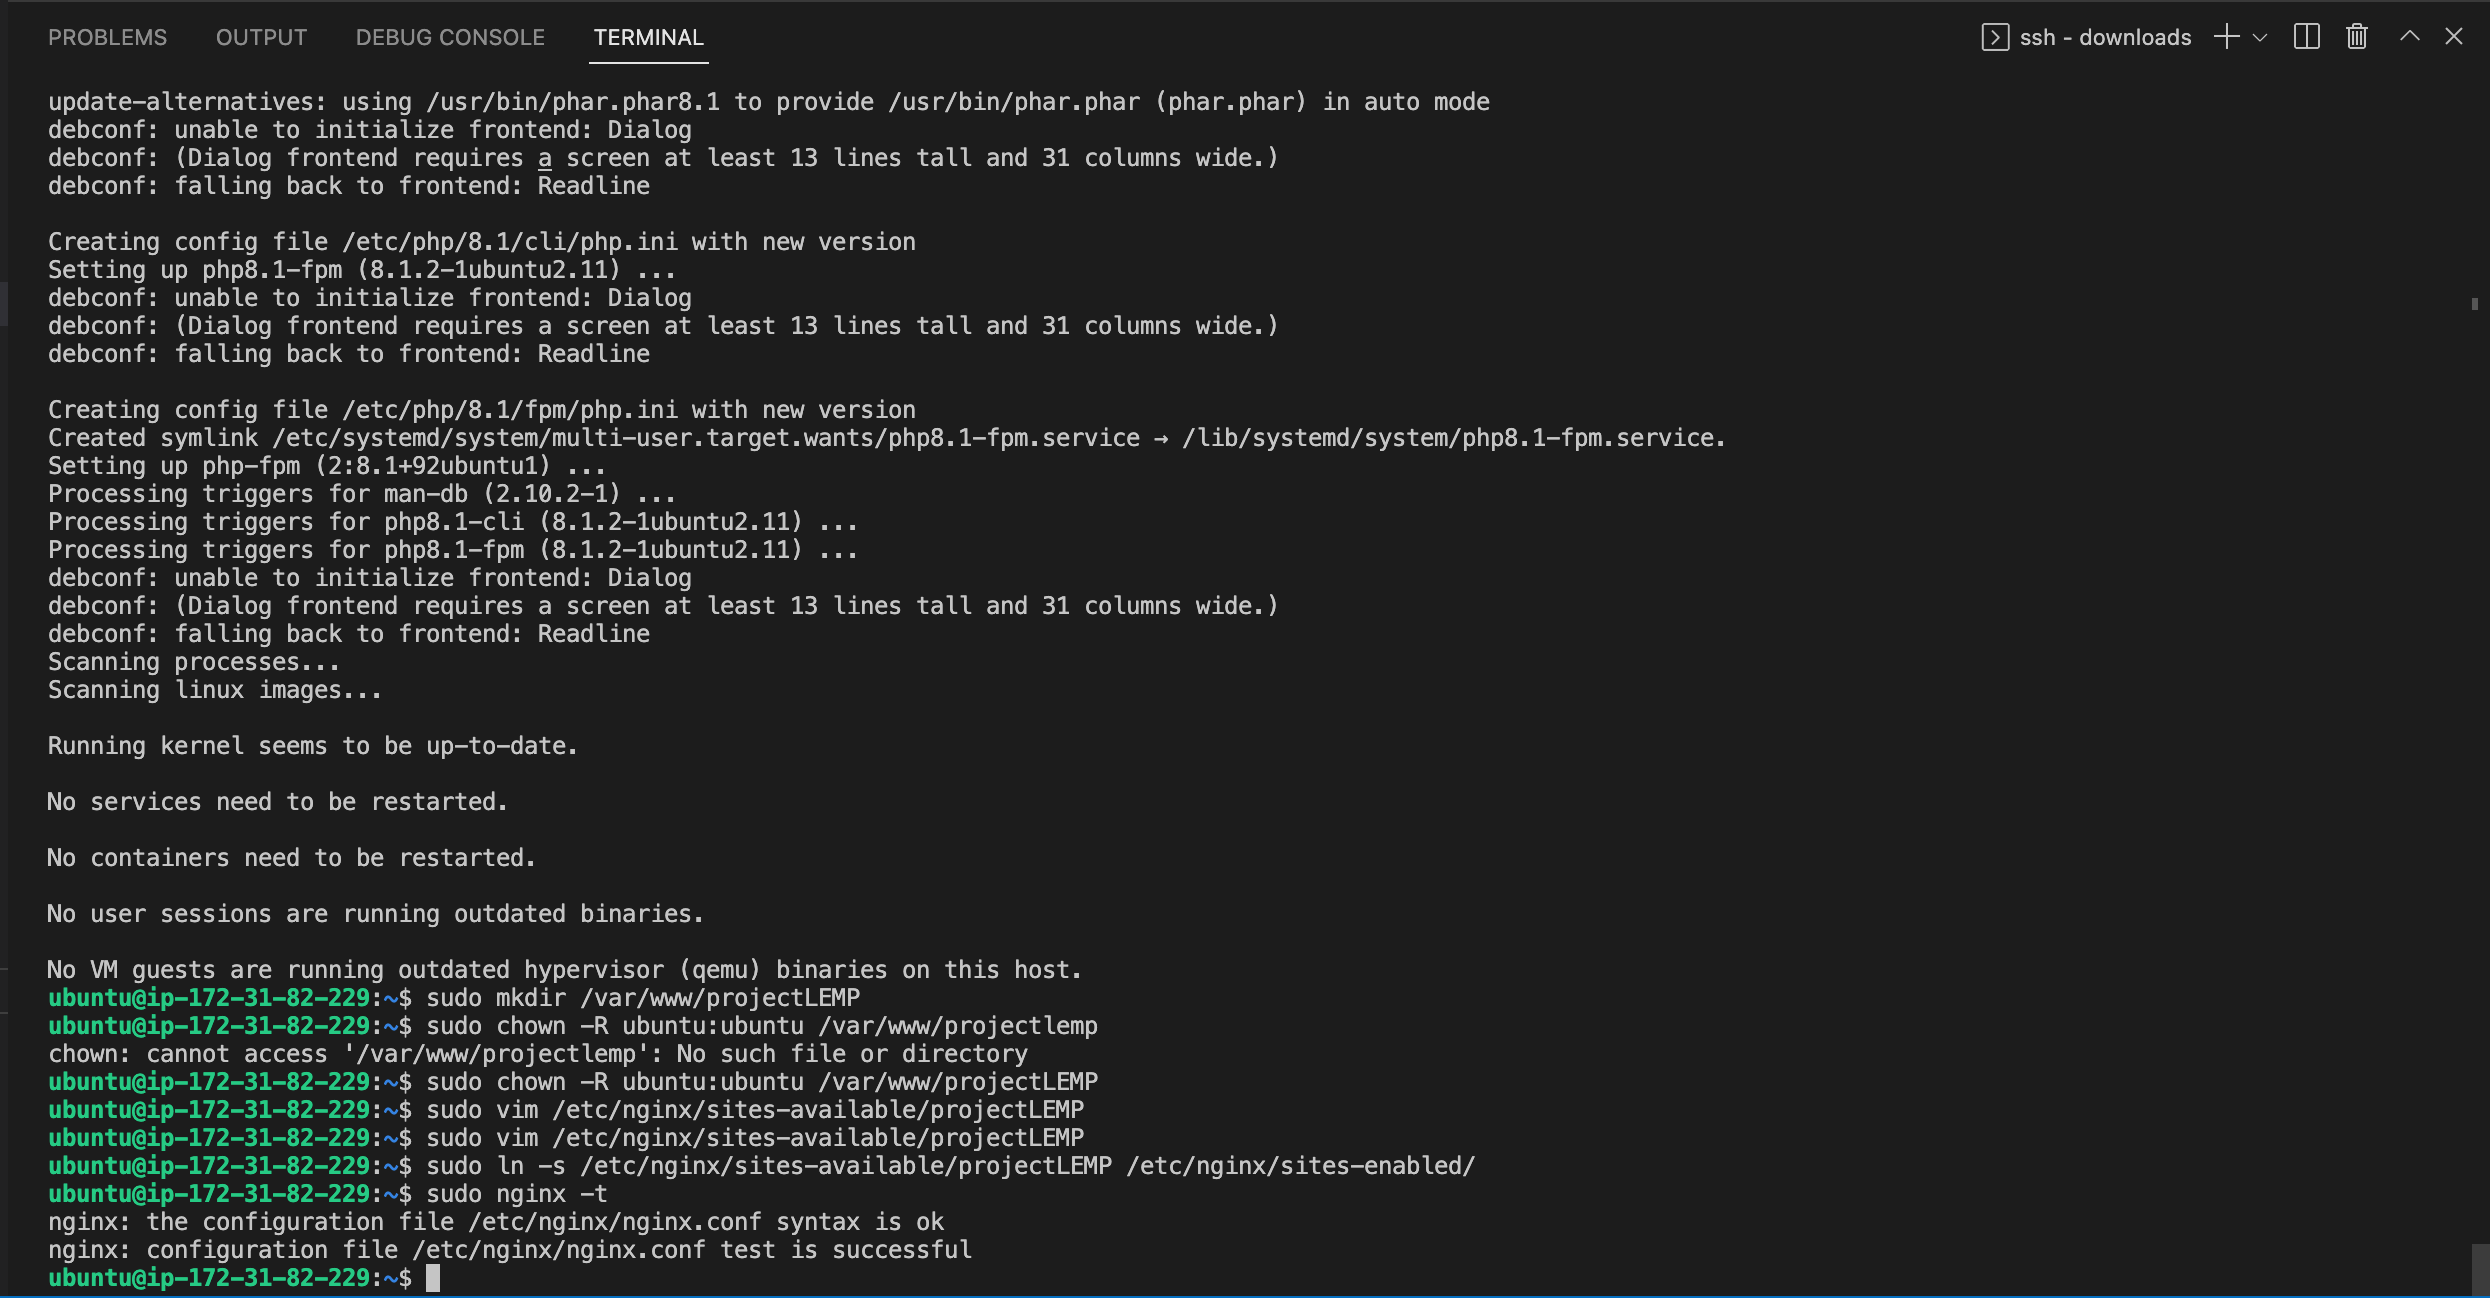 PROBLEMS OUTPUT DEBUG CONSOLE TERMINAL ssh - downloads
update-alternatives: using /usr/bin/phar.phar8.1 to provide /usr/bin/phar.phar (phar.phar) in auto mode
debconf: unable to initialize frontend: Dialog
debconf: (Dialog frontend requires a screen at least 13 lines tall and 31 columns wide.)
debconf: falling back to frontend: Readline
Creating config file /etc/php/8.1/cli/php.ini with new version
Setting up php8.1-fpm (8.1.2-1ubuntu2.11) ...
debconf: unable to initialize frontend: Dialog
debconf: (Dialog frontend requires a screen at least 13 lines tall and 31 columns wide.)
debconf: falling back to frontend: Readline
Creating config file /etc/php/8.1/fpm/php.ini with new version
Created symlink /etc/systemd/system/multi-user.target.wants/php8.1-fpm.service → /lib/systemd/system/php8.1-fpm.service.
Setting up php-fpm (2:8.1+92ubuntu1) ...
Processing triggers for man-db (2.10.2-1) ...
Processing triggers for php8.1-cli (8.1.2-1ubuntu2.11) ...
Processing triggers for php8.1-fpm (8.1.2-1ubuntu2.11) ...
debconf: unable to initialize frontend: Dialog
debconf: (Dialog frontend requires a screen at least 13 lines tall and 31 columns wide.)
debconf: falling back to frontend: Readline
Scanning processes...
Scanning linux images...
Running kernel seems to be up-to-date.
No services need to be restarted.
No containers need to be restarted.
No user sessions are running outdated binaries.
No VM guests are running outdated hypervisor (qemu) binaries on this host.
ubuntu@ip-172-31-82-229:~$ sudo mkdir /var/www/projectLEMP
ubuntu@ip-172-31-82-229:~$ sudo chown -R ubuntu:ubuntu /var/www/projectlemp
chown: cannot access '/var/www/projectlemp': No such file or directory
ubuntu@ip-172-31-82-229:~$ sudo chown -R ubuntu:ubuntu /var/www/projectLEMP
ubuntu@ip-172-31-82-229:~$ sudo vim /etc/nginx/sites-available/projectLEMP
ubuntu@ip-172-31-82-229:~$ sudo vim /etc/nginx/sites-available/projectLEMP
ubuntu@ip-172-31-82-229:~$ sudo ln -s /etc/nginx/sites-available/projectLEMP /etc/nginx/sites-enabled/
ubuntu@ip-172-31-82-229:~$ sudo nginx -t
nginx: the configuration file /etc/nginx/nginx.conf syntax is ok
nginx: configuration file /etc/nginx/nginx.conf test is successful
ubuntu@ip-172-31-82-229:~$